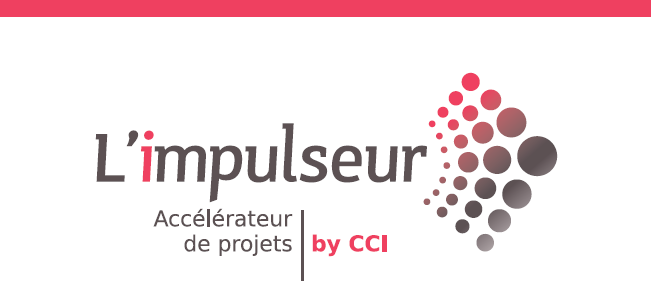 L'impulseur
Accélérateur
de projets by CCI